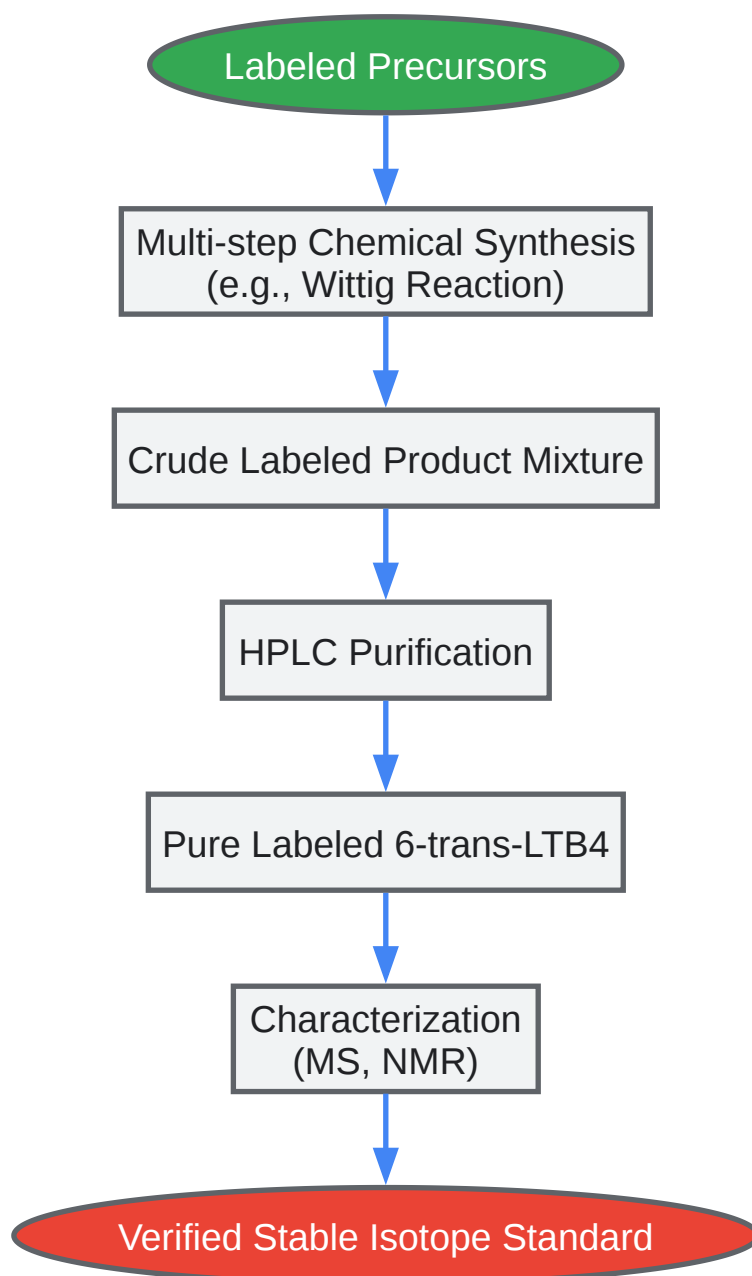 Labeled Precursors
Multi-step Chemical Synthesis
(e.g., Wittig Reaction)
Crude Labeled Product Mixture
HPLC Purification
Pure Labeled 6-trans-LTB4
Characterization
(MS, NMR)
Verified Stable Isotope Standard